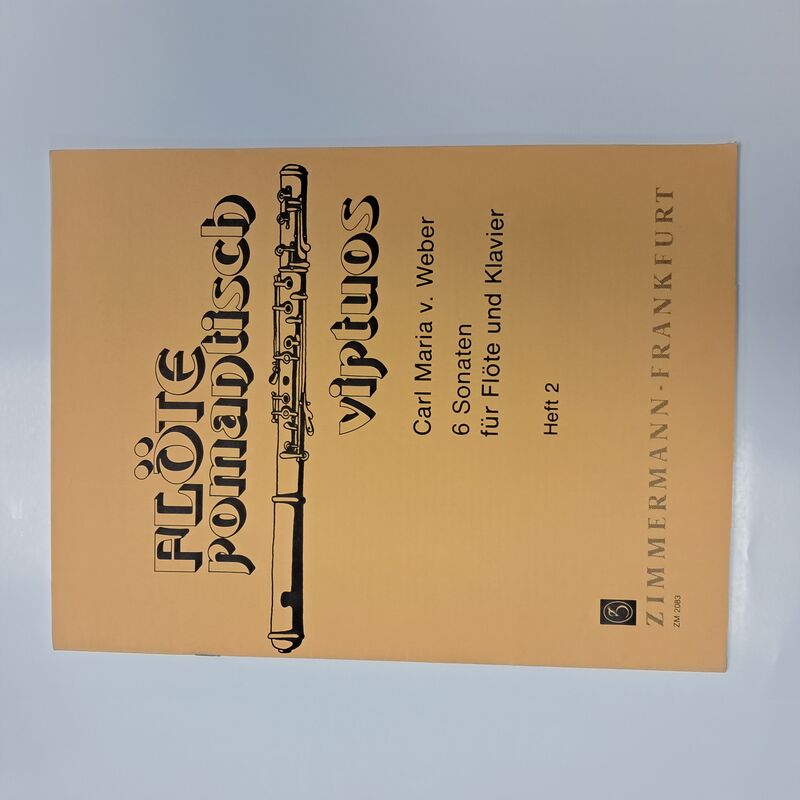 FLÖTE
romantisch
virtuos
Carl Maria v. Weber
6 Sonaten
für Flöte und Klavier
Heft 2
ZIMMERMANN - FRANKFURT
ZM 2083